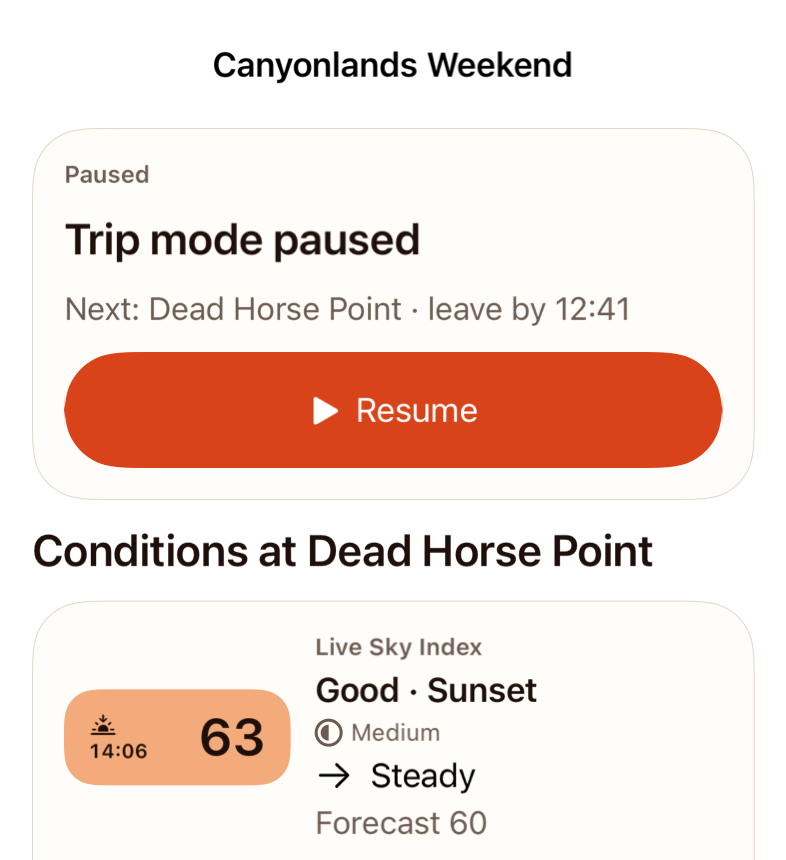 Canyonlands Weekend
Paused
Trip mode paused
Next: Dead Horse Point · leave by 12:41
Resume
Conditions at Dead Horse Point
Live Sky Index
Good · Sunset
14:06
63
Medium
Steady
Forecast 60